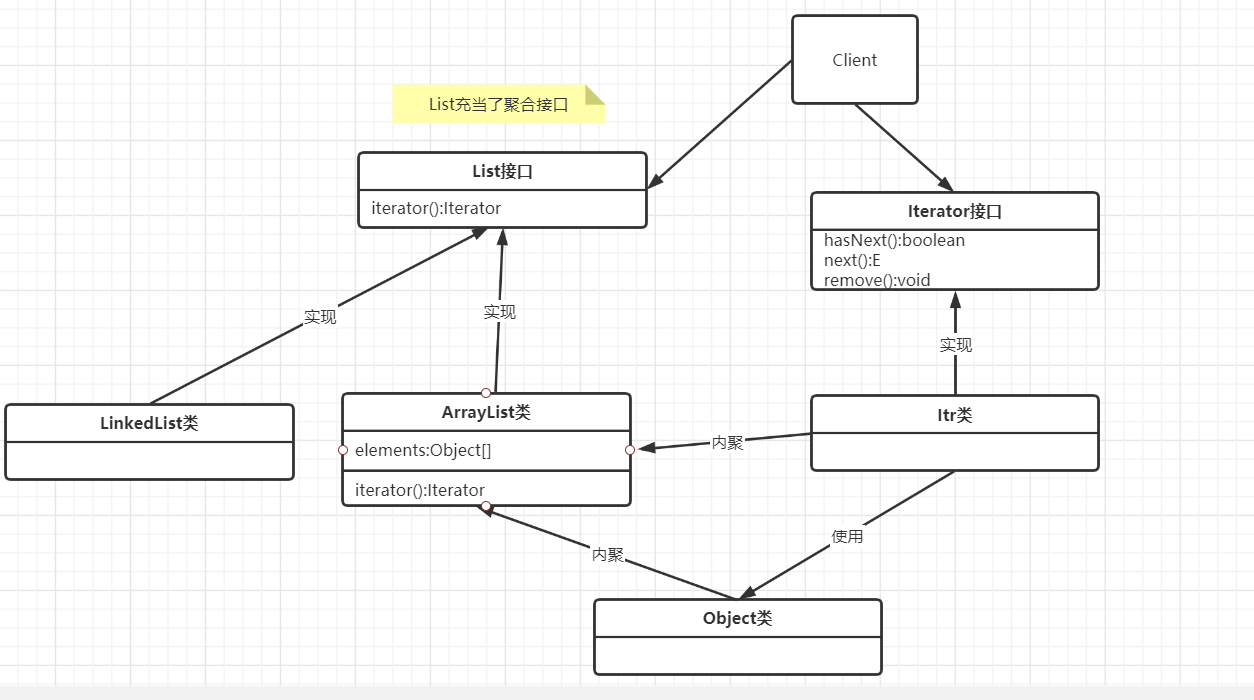 Client
List充当了聚合接口
List接口
iterator():Iterator
Iterator接口
hasNext():boolean
next():E
remove():void
实现
实现
实现
LinkedList类
ArrayList类
elements:Object[]
iterator():Iterator
Itr类
内聚
使用
内聚
Object类